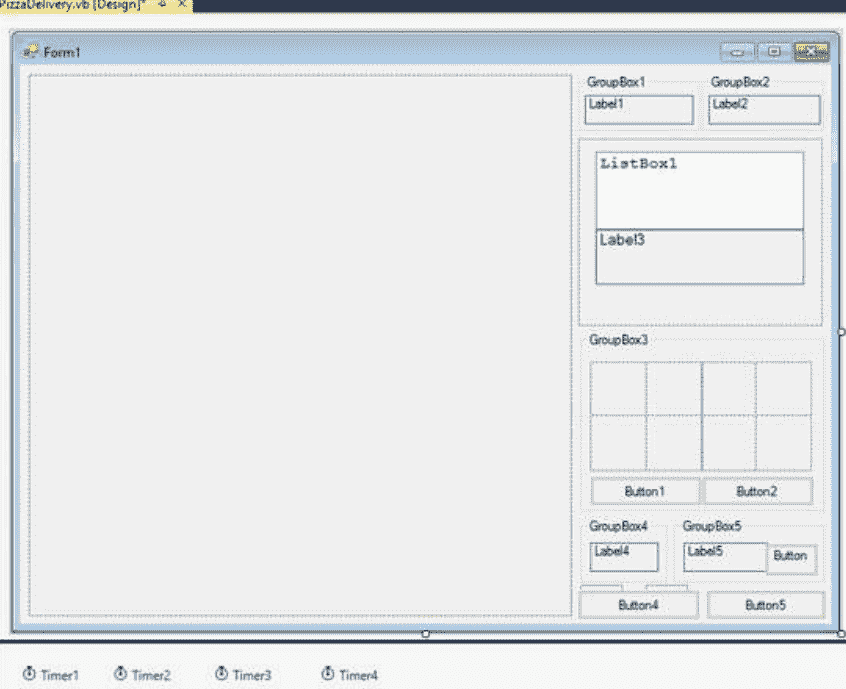 PizzaDelivery.vb [Design]*
Form1
GroupBox1 GroupBox2
Label1 Label2
ListBox1
Label3
GroupBox3
Button1 Button2
GroupBox4 GroupBox5
Label4 Label5 Button
Button4 Button5
Timer1 Timer2 Timer3 Timer4